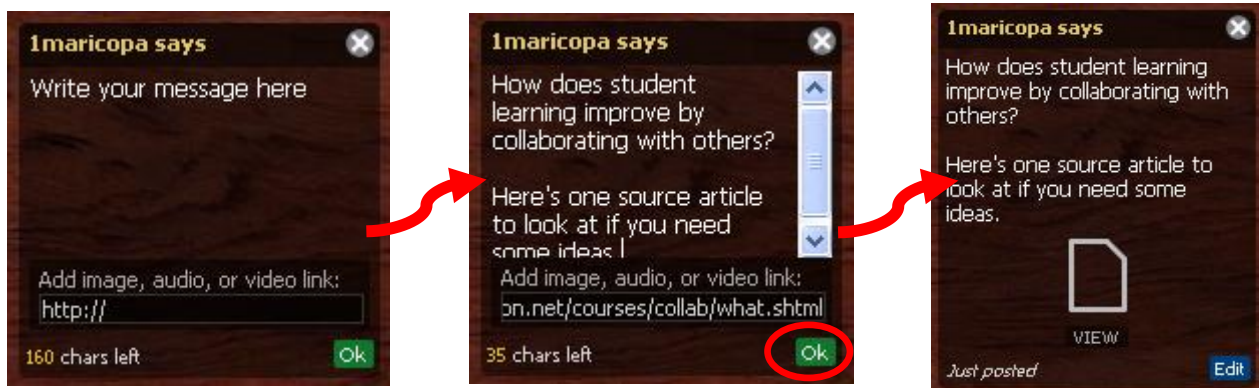 1maricopa says
Write your message here
Add image, audio, or video link:
http://
160 chars left
Ok
1maricopa says
How does student
learning improve by
collaborating with others?
Here's one source article
to look at if you need
some ideas.
Add image, audio, or video link:
on.net/courses/collab/what.shtml
35 chars left
Ok
1maricopa says
How does student learning
improve by collaborating with
others?
Here's one source article to
look at if you need some
ideas.
VIEW
Just posted
Edit